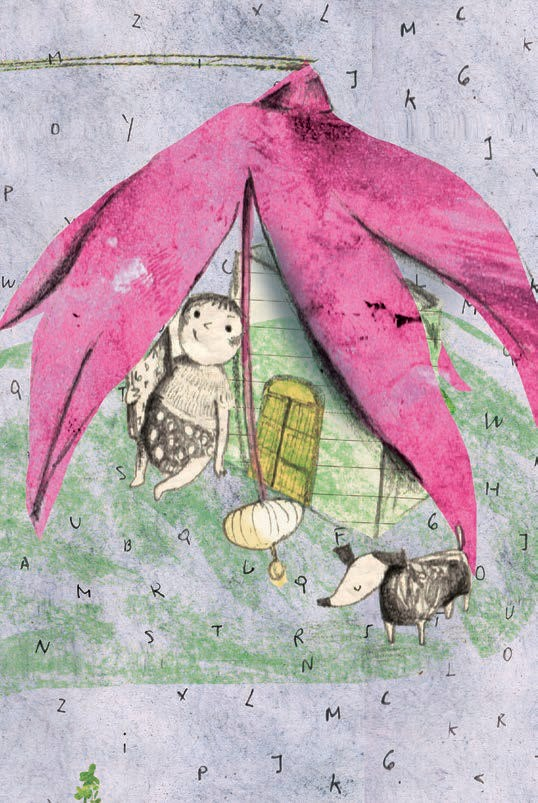 Z X L M C K
M I J K 6
O Y J
P Y
W C L M K
Q T W
S H
U B Q F 6 J
A U Q O
M R U
N S T R S I O
N L
Z X L M C K R
i P J K 6